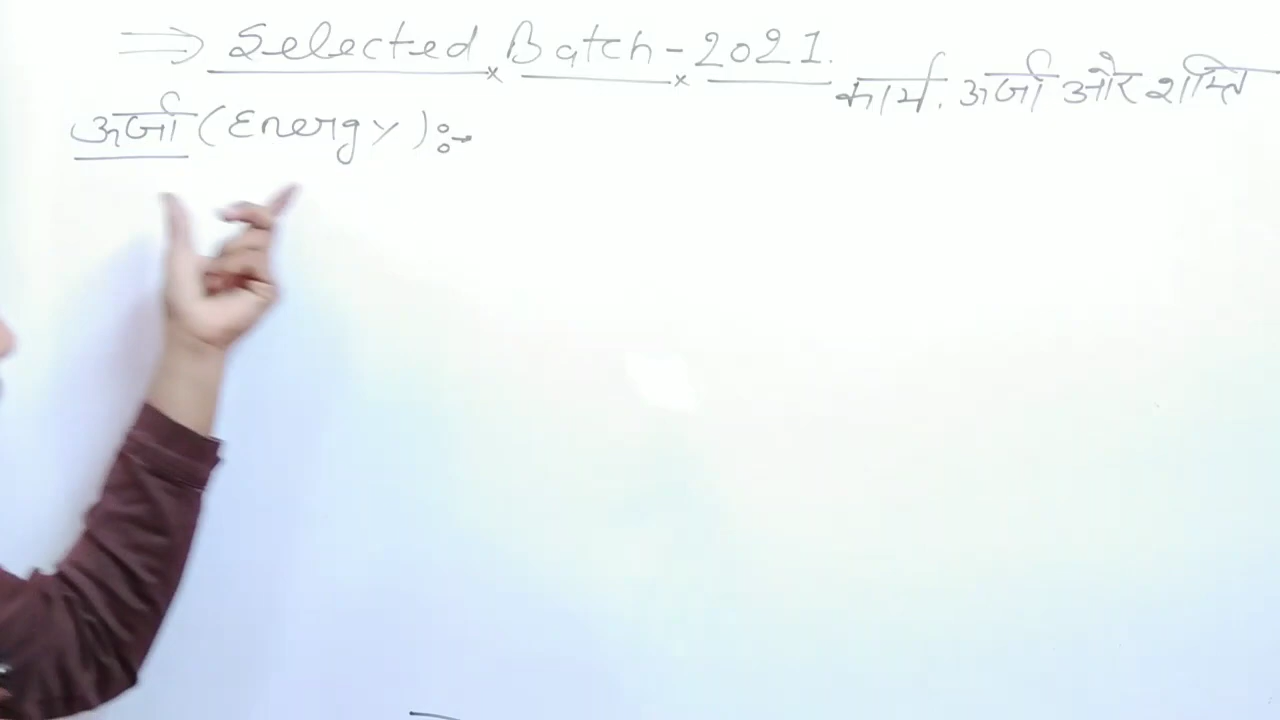 ⇒ Selected Batch - 2021.
कार्य. ऊर्जा और शक्ति
ऊर्जा (Energy) :-